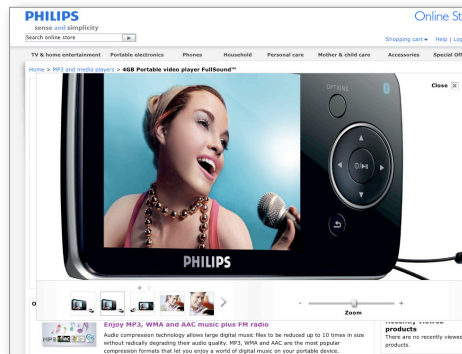 PHILIPS
Online St
sense and simplicity
Search online store
Shopping cart Help | Log
TV & home entertainment Portable electronics Phones Household Personal care Mother & child care Accessories Special Off
Home > MP3 and media players > 4GB Portable video player FullSound™
Close
OPTIONS
PHILIPS
- +
Zoom
Enjoy MP3, WMA and AAC music plus FM radio
Audio compression technology allows large digital music files to be reduced up to 10 times in size
without radically degrading their audio quality. MP3, WMA and AAC are the most popular
compression formats that let you enjoy a world of digital music on your portable device.
products
There are no recently viewed
products.